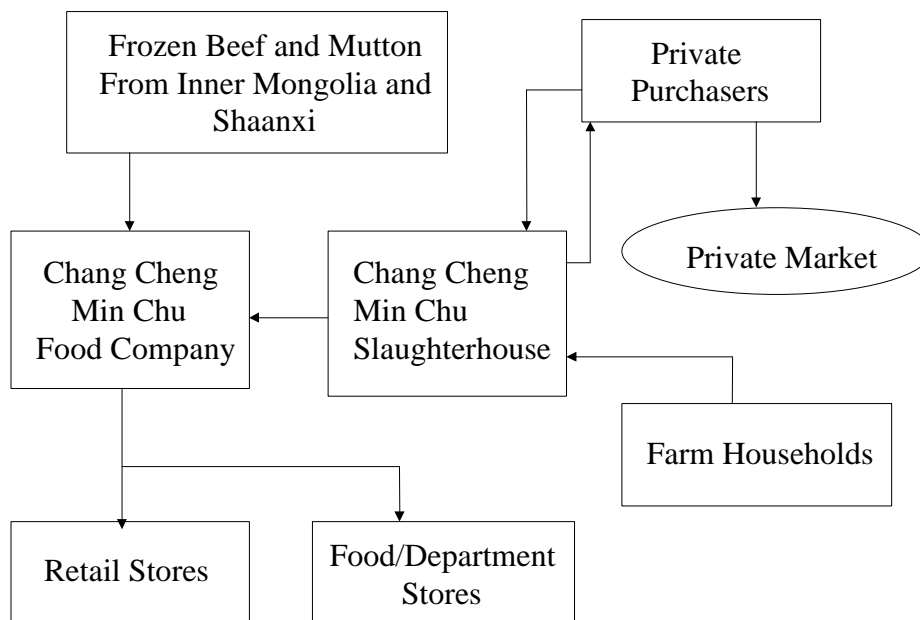 Frozen Beef and Mutton
From Inner Mongolia and
Shaanxi
Private
Purchasers
Private Market
Chang Cheng
Min Chu
Food Company
Chang Cheng
Min Chu
Slaughterhouse
Farm Households
Retail Stores
Food/Department
Stores